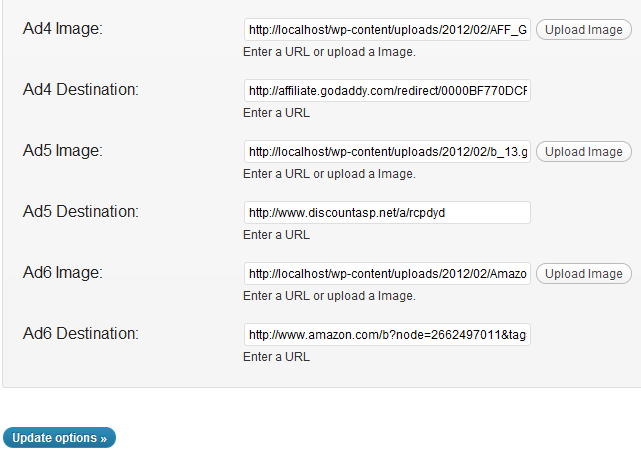 Ad4 Image: http://localhost/wp-content/uploads/2012/02/AFF_G Upload Image
Enter a URL or upload a Image.
Ad4 Destination: http://affiliate.godaddy.com/redirect/0000BF770DCF
Enter a URL
Ad5 Image: http://localhost/wp-content/uploads/2012/02/b_13.g Upload Image
Enter a URL or upload a Image.
Ad5 Destination: http://www.discountasp.net/a/rcpdyd
Enter a URL
Ad6 Image: http://localhost/wp-content/uploads/2012/02/Amazo Upload Image
Enter a URL or upload a Image.
Ad6 Destination: http://www.amazon.com/b?node=2662497011&tag
Enter a URL
Update options »